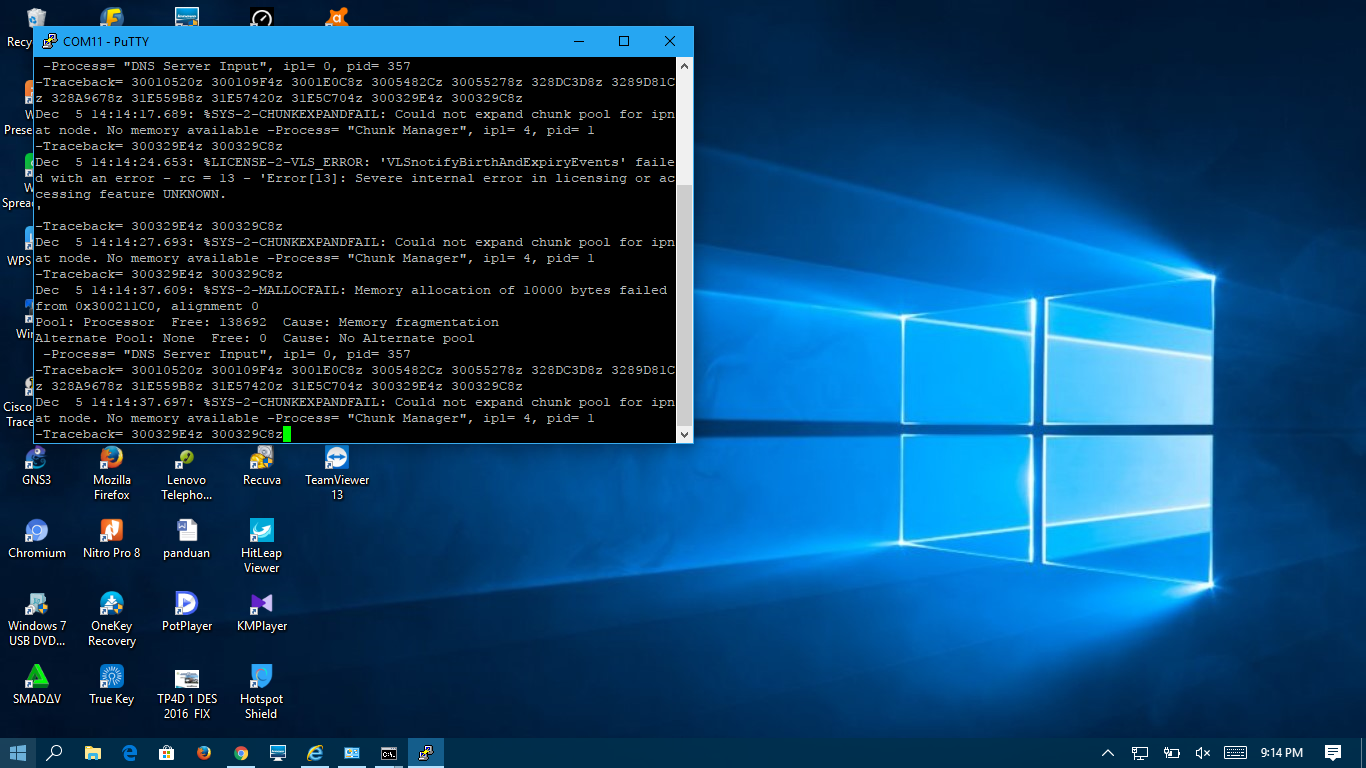 Recy
COM11 - PuTTY
-Process= "DNS Server Input", ipl= 0, pid= 357
-Traceback= 30010520z 300109F4z 3001E0C8z 3005482Cz 30055278z 328DC3D8z 3289D81C
z 328A9678z 31E559B8z 31E57420z 31E5C704z 300329E4z 300329C8z
Dec  5 14:14:17.689: %SYS-2-CHUNKEXPANDFAIL: Could not expand chunk pool for ipn
at node. No memory available -Process= "Chunk Manager", ipl= 4, pid= 1
-Traceback= 300329E4z 300329C8z
Dec  5 14:14:24.653: %LICENSE-2-VLS_ERROR: 'VLSnotifyBirthAndExpiryEvents' faile
d with an error - rc = 13 - 'Error[13]: Severe internal error in licensing or ac
cessing feature UNKNOWN.
'
-Traceback= 300329E4z 300329C8z
Dec  5 14:14:27.693: %SYS-2-CHUNKEXPANDFAIL: Could not expand chunk pool for ipn
at node. No memory available -Process= "Chunk Manager", ipl= 4, pid= 1
-Traceback= 300329E4z 300329C8z
Dec  5 14:14:37.609: %SYS-2-MALLOCFAIL: Memory allocation of 10000 bytes failed
from 0x300211C0, alignment 0
Pool: Processor  Free: 138692  Cause: Memory fragmentation
Alternate Pool: None  Free: 0  Cause: No Alternate pool
-Process= "DNS Server Input", ipl= 0, pid= 357
-Traceback= 30010520z 300109F4z 3001E0C8z 3005482Cz 30055278z 328DC3D8z 3289D81C
z 328A9678z 31E559B8z 31E57420z 31E5C704z 300329E4z 300329C8z
Dec  5 14:14:37.697: %SYS-2-CHUNKEXPANDFAIL: Could not expand chunk pool for ipn
at node. No memory available -Process= "Chunk Manager", ipl= 4, pid= 1
-Traceback= 300329E4z 300329C8z
W
Prese
W
Sprea
WPS
Win
Cisco
Trace
GNS3
Mozilla
Firefox
Lenovo
Telepho...
Recuva
TeamViewer
13
Chromium
Nitro Pro 8
panduan
HitLeap
Viewer
Windows 7
USB DVD...
OneKey
Recovery
PotPlayer
KMPlayer
SMADΔV
True Key
TP4D 1 DES
2016 FIX
Hotspot
Shield
9:14 PM